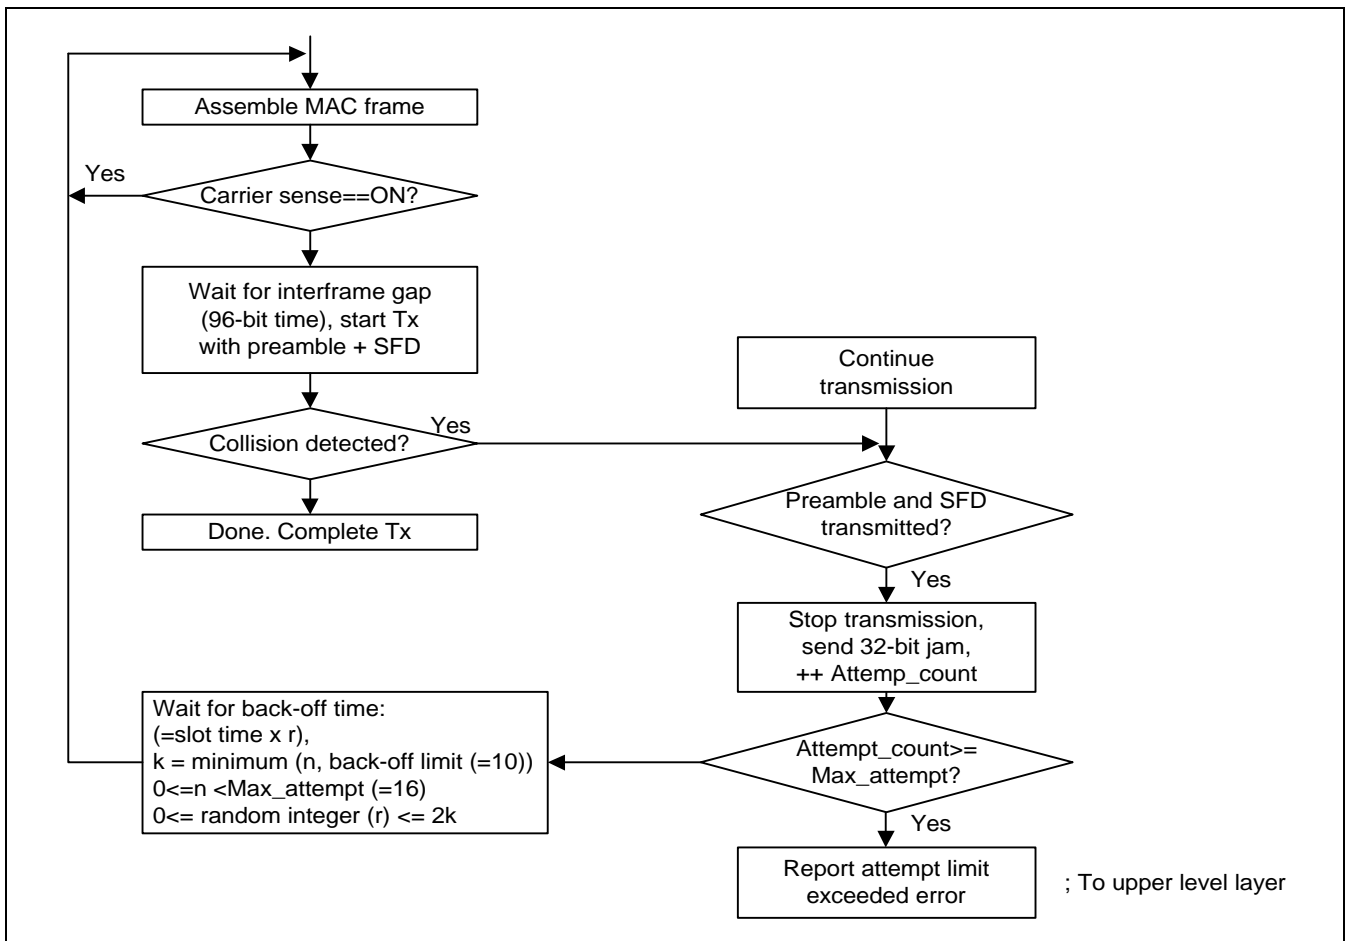 Assemble MAC frame
Yes
Carrier sense==ON?
Wait for interframe gap
(96-bit time), start Tx
with preamble + SFD
Continue
transmission
Yes
Collision detected?
Preamble and SFD
transmitted?
Done. Complete Tx
Yes
Stop transmission,
send 32-bit jam,
++ Attemp_count
Wait for back-off time:
(=slot time x r),
k = minimum (n, back-off limit (=10))
0<=n <Max_attempt (=16)
0<= random integer (r) <= 2k
Attempt_count>=
Max_attempt?
Yes
Report attempt limit
exceeded error
; To upper level layer